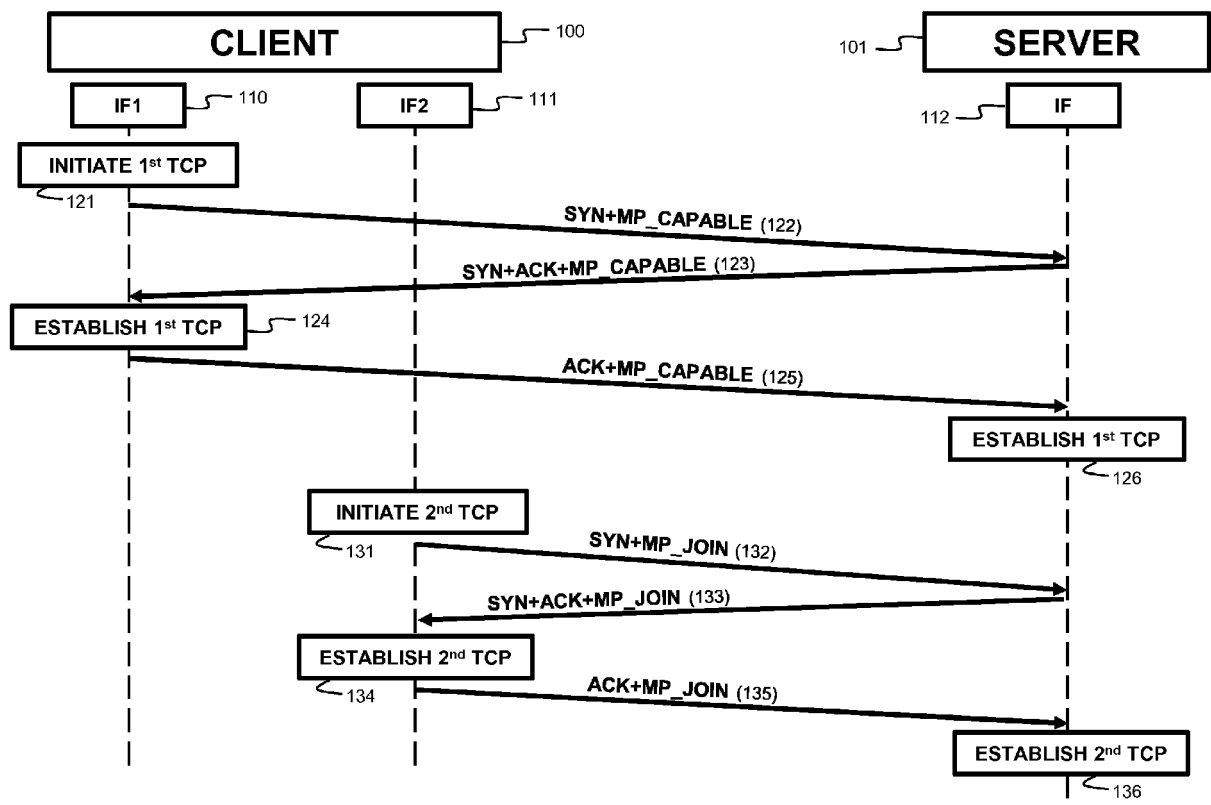 CLIENT
100
101
SERVER
IF1
110
IF2
111
112
IF
INITIATE 1st TCP
121
SYN+MP_CAPABLE (122)
SYN+ACK+MP_CAPABLE (123)
ESTABLISH 1st TCP
124
ACK+MP_CAPABLE (125)
ESTABLISH 1st TCP
126
INITIATE 2nd TCP
131
SYN+MP_JOIN (132)
SYN+ACK+MP_JOIN (133)
ESTABLISH 2nd TCP
134
ACK+MP_JOIN (135)
ESTABLISH 2nd TCP
136